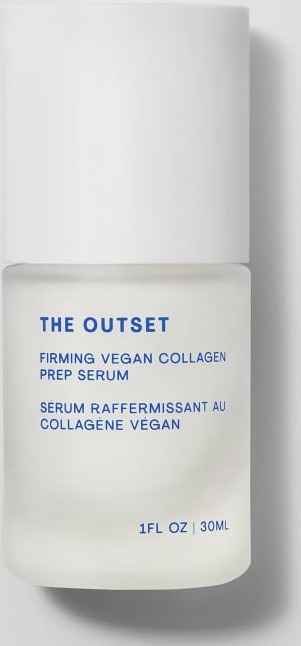 THE OUTSET
FIRMING VEGAN COLLAGEN
PREP SERUM
SÉRUM RAFFERMISSANT AU
COLLAGÈNE VÉGAN
1FL OZ | 30ML